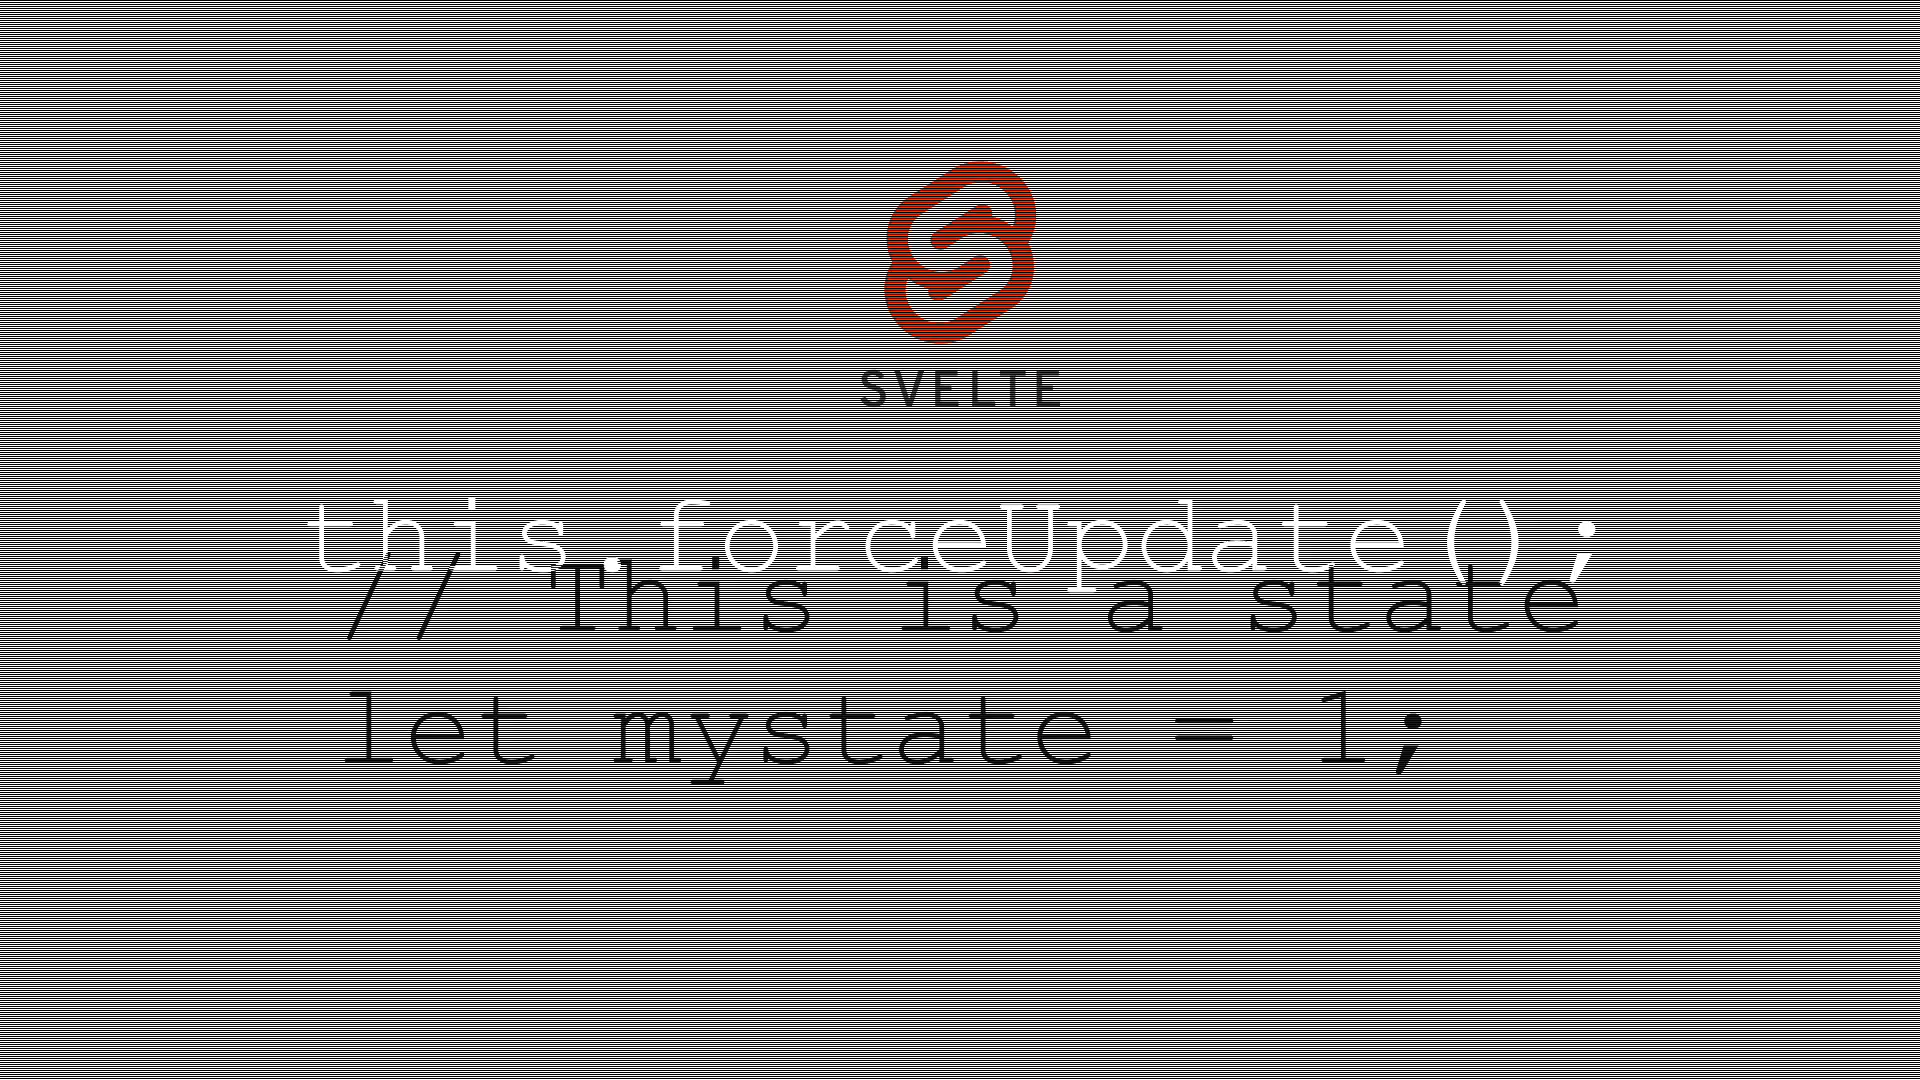 SVELTE
this.forceUpdate();
// This is a state
let mystate = 1;